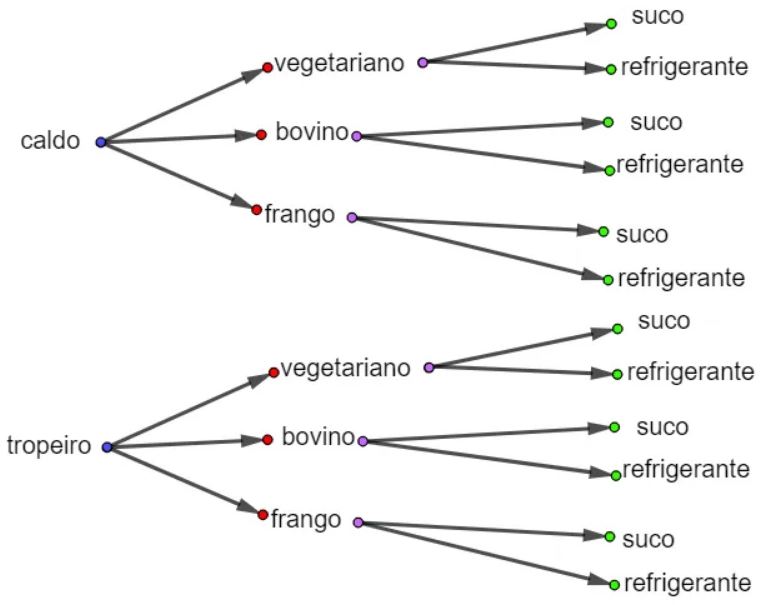 suco
vegetariano
refrigerante
suco
caldo
bovino
refrigerante
frango
suco
refrigerante
suco
vegetariano
refrigerante
suco
tropeiro
bovino
refrigerante
frango
suco
refrigerante